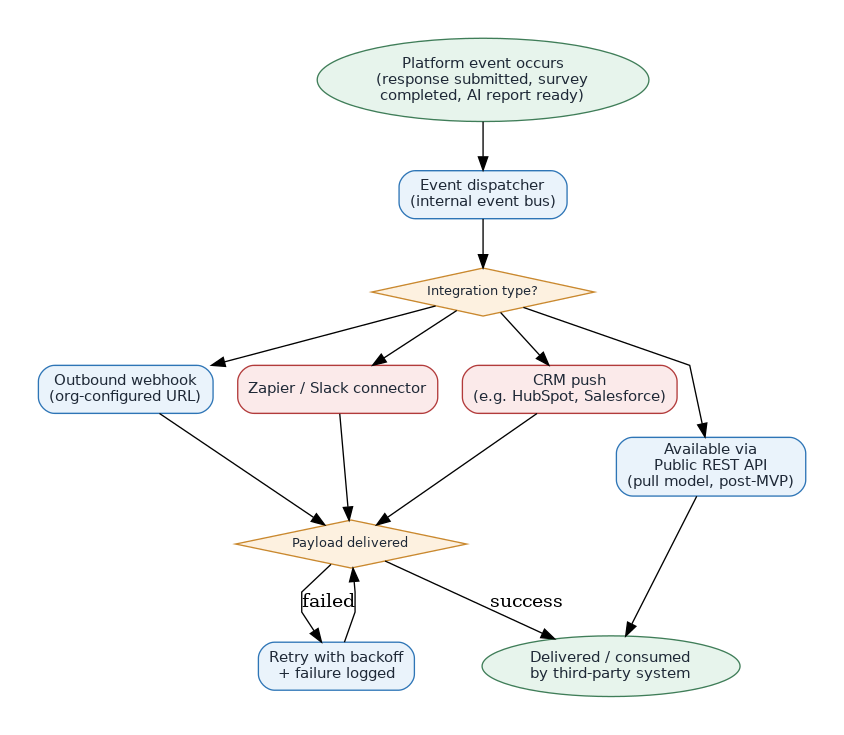 Platform event occurs
(response submitted, survey
completed, AI report ready)
Event dispatcher
(internal event bus)
Integration type?
Outbound webhook
(org-configured URL)
Zapier / Slack connector
CRM push
(e.g. HubSpot, Salesforce)
Available via
Public REST API
(pull model, post-MVP)
Payload delivered
failed
success
Retry with backoff
+ failure logged
Delivered / consumed
by third-party system